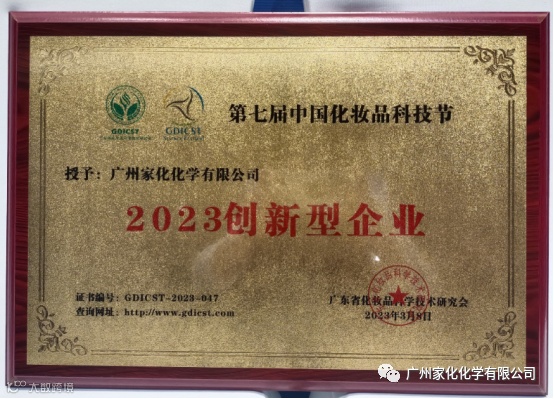 GDICST
GDICST
第七届中国化妆品科技节
授予：广州家化化学有限公司
2023创新型企业
证书编号：GDICST-2023-047
查询网址：http://www.gdicst.com
广东省化妆品科学技术研究会
2023年3月8日
广州家化化学有限公司
大数跨境